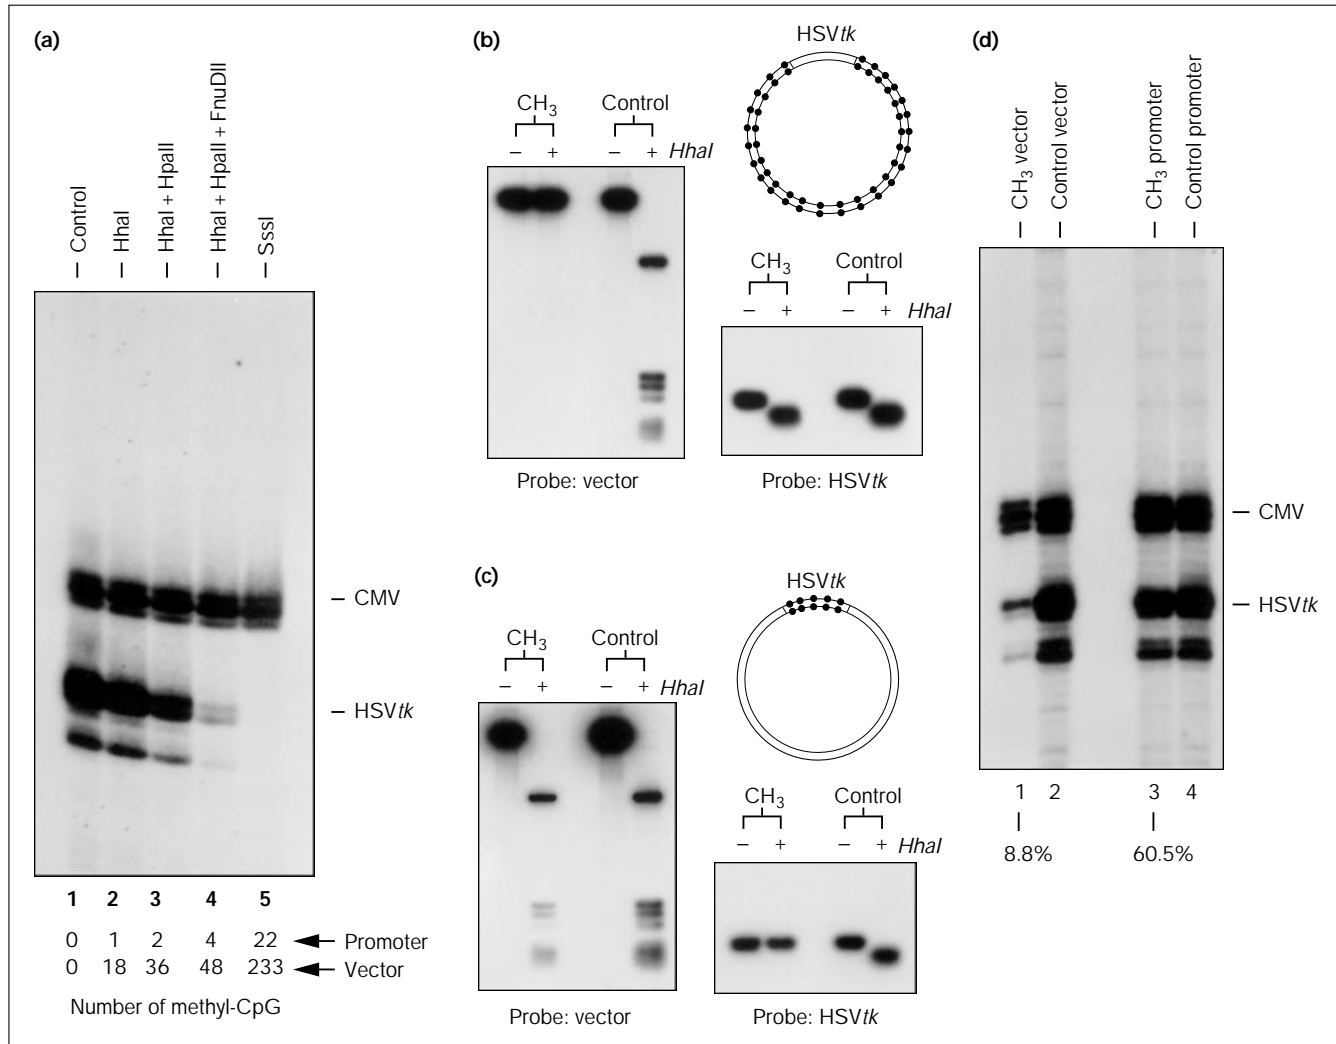 (a)
Control
HhaI
HhaI + HpaII
HhaI + HpaII + FnuDII
SssI
CMV
HSVtk
1 2 3 4 5
0 1 2 4 22 Promoter
0 18 36 48 233 Vector
Number of methyl-CpG
(b)
CH3 Control
– + – + HhaI
Probe: vector
HSVtk
CH3 Control
– + – + HhaI
Probe: HSVtk
(c)
CH3 Control
– + – + HhaI
Probe: vector
HSVtk
CH3 Control
– + – + HhaI
Probe: HSVtk
(d)
CH3 vector
Control vector
CH3 promoter
Control promoter
CMV
HSVtk
1 2 3 4
8.8% 60.5%